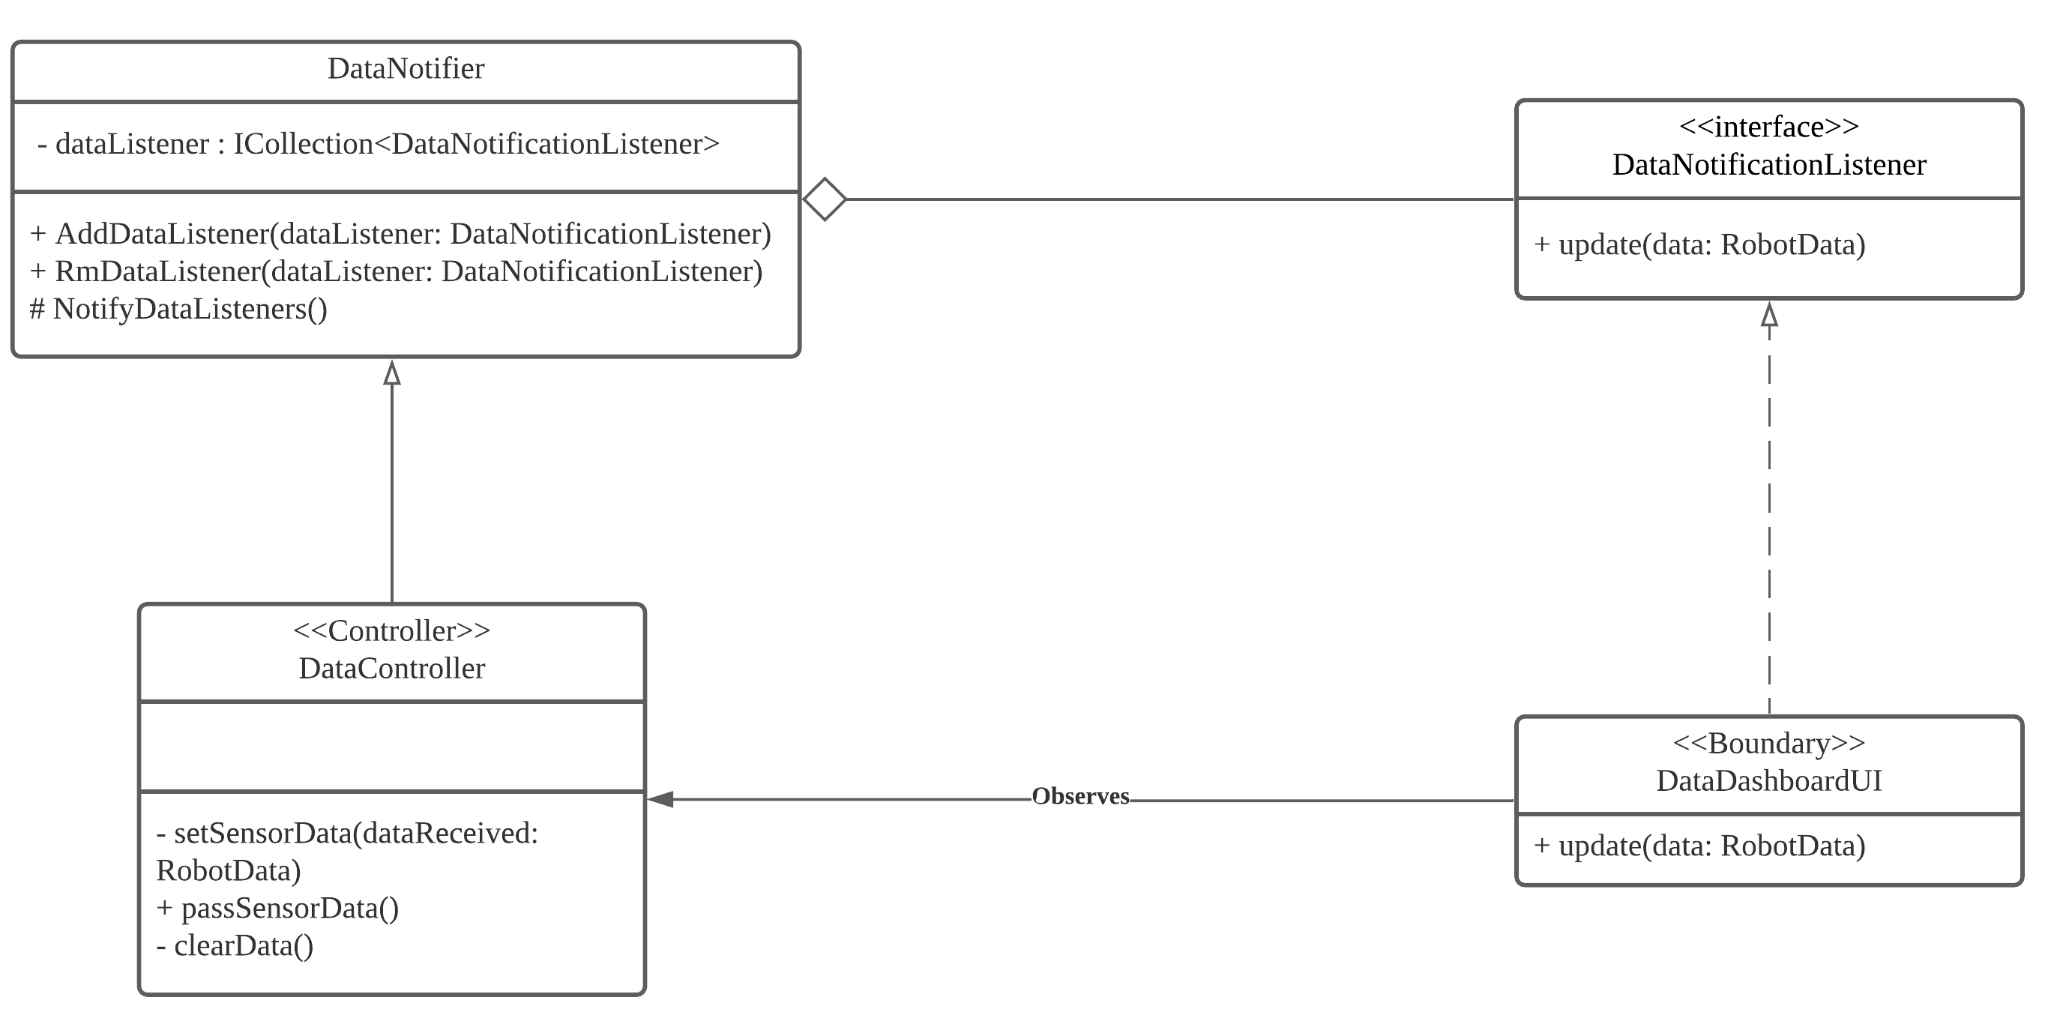 DataNotifier
- dataListener : ICollection<DataNotificationListener>
+ AddDataListener(dataListener: DataNotificationListener)
+ RmDataListener(dataListener: DataNotificationListener)
# NotifyDataListeners()
<<interface>>
DataNotificationListener
+ update(data: RobotData)
<<Controller>>
DataController
- setSensorData(dataReceived:
RobotData)
+ passSensorData()
- clearData()
Observes
<<Boundary>>
DataDashboardUI
+ update(data: RobotData)